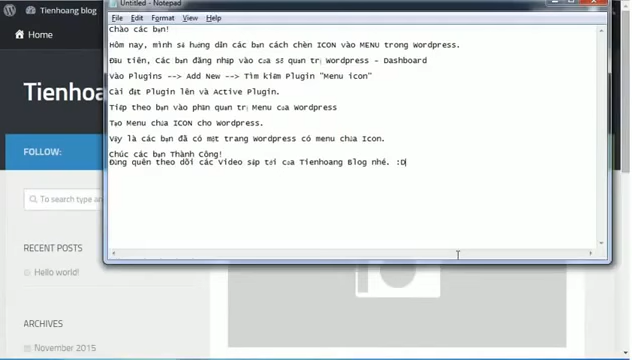 Tienhoang blog
Untitled - Notepad
File Edit Format View Help
Home
Chào các bạn!
Hôm nay, mình sẽ hướng dẫn các bạn cách chèn ICON vào MENU trong Wordpress.
Đầu tiên, Các bạn đăng nhập vào cửa sổ quản trị Wordpress - Dashboard
Vào Plugins --> Add New --> Tìm kiếm Plugin "Menu icon"
Cài đặt Plugin lên và Active Plugin.
Tiếp theo bạn vào phần quản trị Menu của Wordpress
Tạo Menu chứa ICON cho Wordpress.
Vậy là các bạn đã có một trang Wordpress có menu chứa Icon.
Chúc các bạn Thành Công!
Đừng quên theo dõi các Video sắp tới của Tienhoang Blog nhé. :D
Tienhoa
FOLLOW:
To search type
RECENT POSTS
Hello world!
ARCHIVES
November 2015